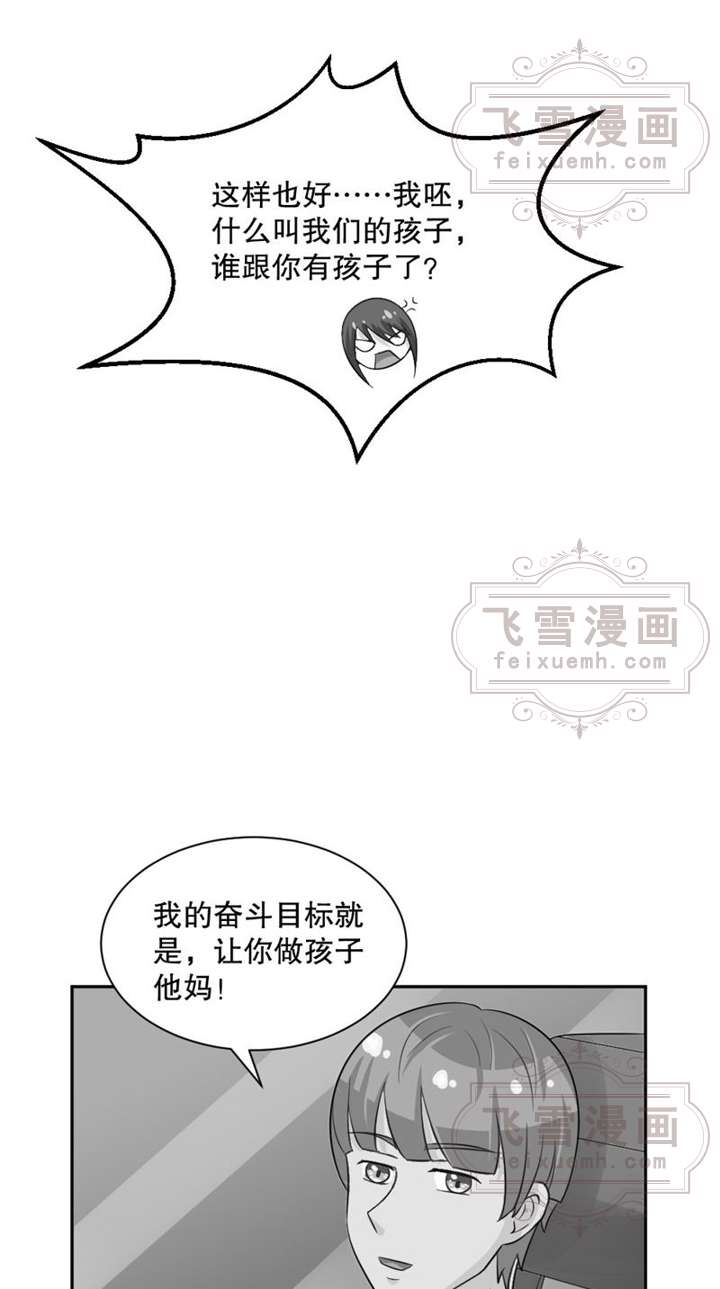 飞雪漫画
feixuemh.com
这样也好……我呸，
什么叫我们的孩子，
谁跟你有孩子了？
飞雪漫画
feixuemh.com
我的奋斗目标就
是，让你做孩子
他妈！
飞雪漫画
feixuemh.com